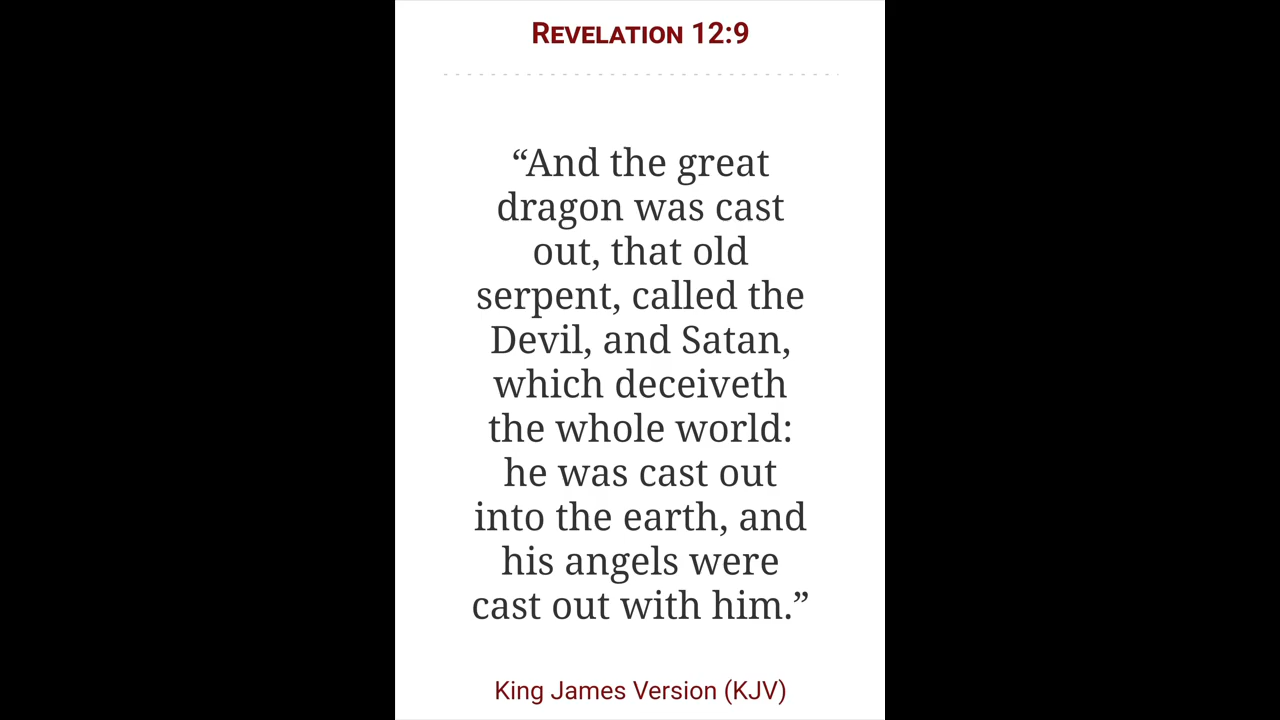 Revelation 12:9
“And the great
dragon was cast
out, that old
serpent, called the
Devil, and Satan,
which deceiveth
the whole world:
he was cast out
into the earth, and
his angels were
cast out with him.”
King James Version (KJV)